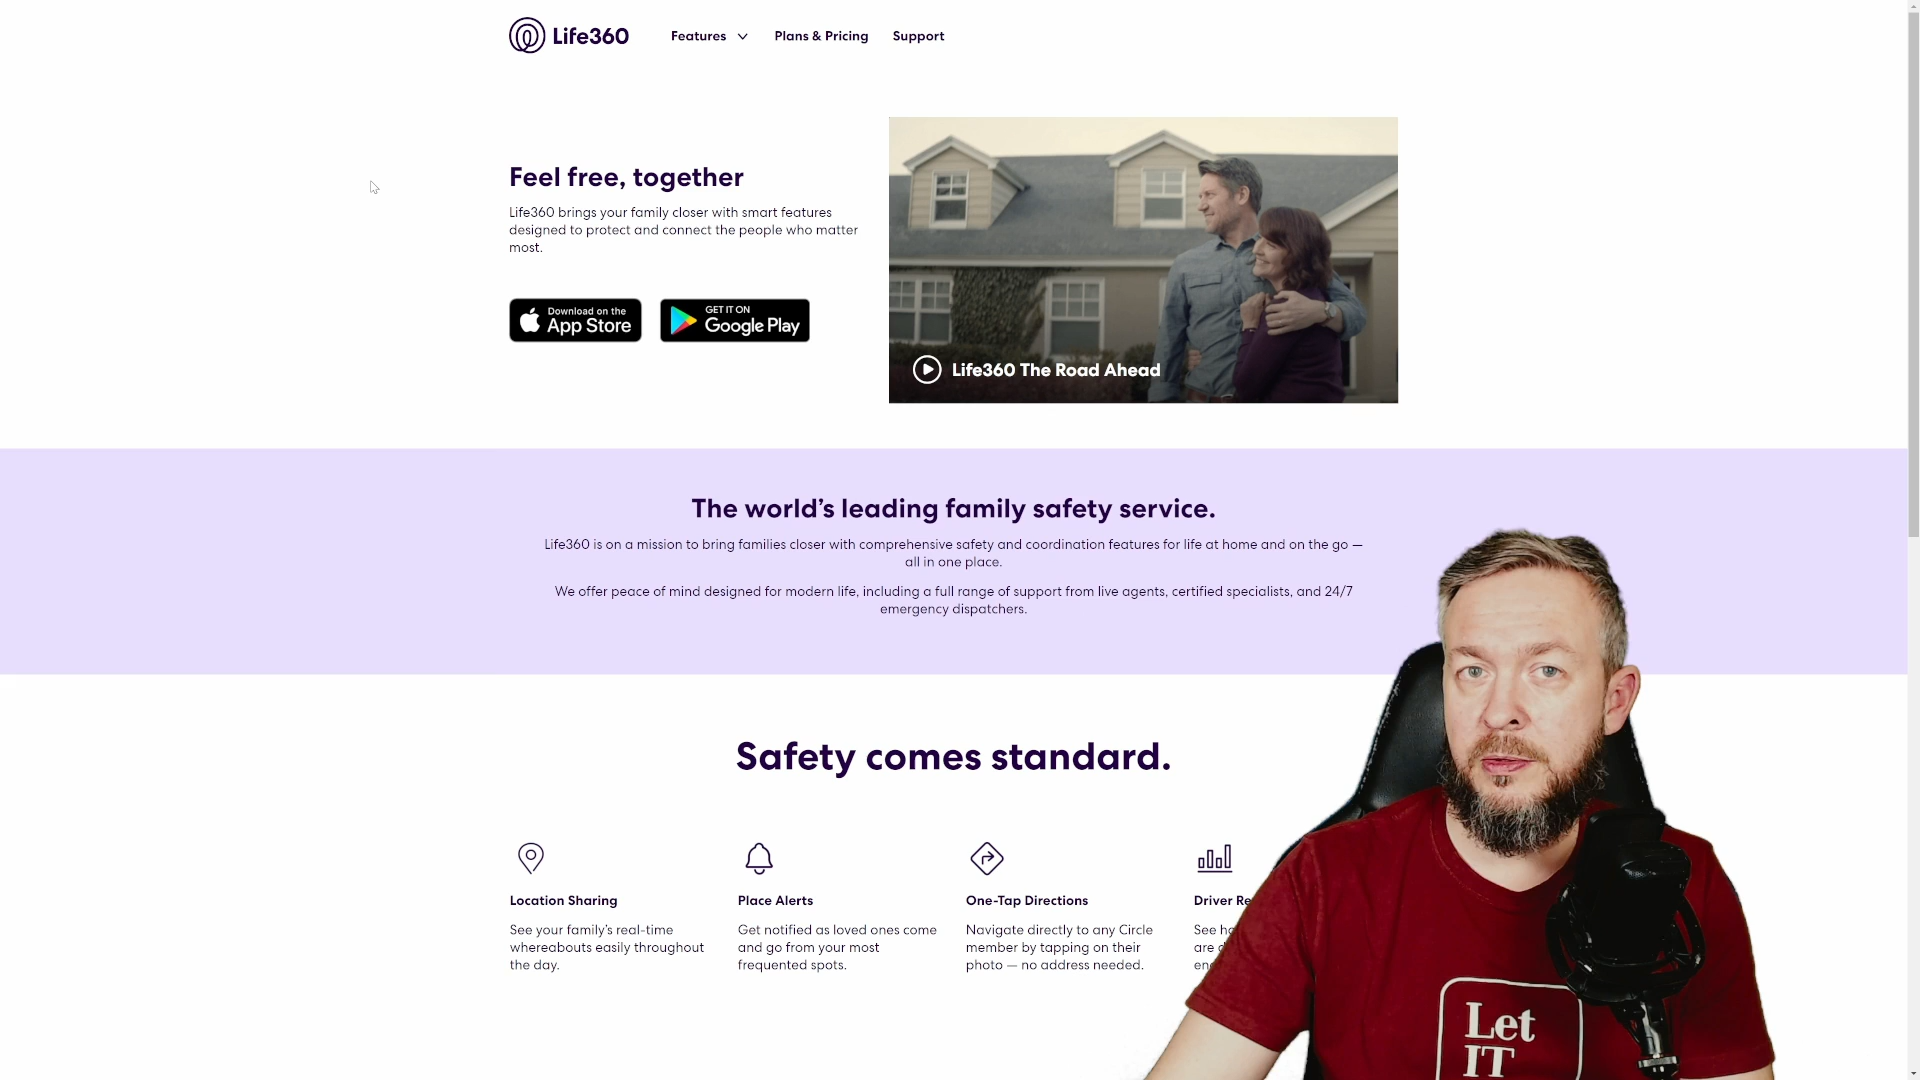 Life360
Features
Plans & Pricing
Support
Feel free, together
Life360 brings your family closer with smart features
designed to protect and connect the people who matter
most.
Download on the
App Store
GET IT ON
Google Play
Life360 The Road Ahead
The world's leading family safety service.
Life360 is on a mission to bring families closer with comprehensive safety and coordination features for life at home and on the go —
all in one place.
We offer peace of mind designed for modern life, including a full range of support from live agents, certified specialists, and 24/7
emergency dispatchers.
Safety comes standard.
Location Sharing
See your family's real-time
whereabouts easily throughout
the day.
Place Alerts
Get notified as loved ones come
and go from your most
frequented spots.
One-Tap Directions
Navigate directly to any Circle
member by tapping on their
photo — no address needed.
Driver
See
are
Let
IT